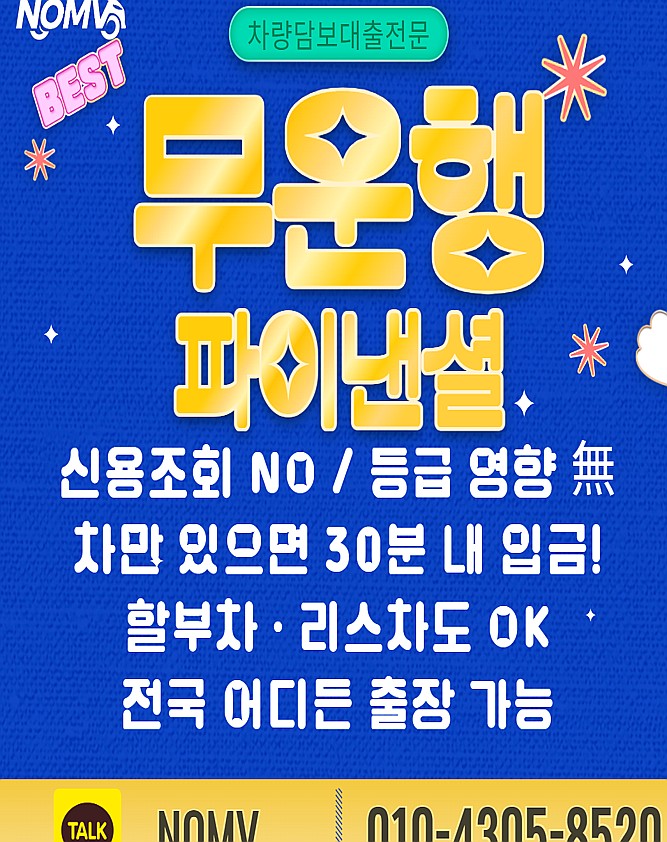 NOMV
차량담보대출전문
BEST
무운행
파이낸셜
신용조회 NO / 등급 영향 無
차만 있으면 30분 내 입금!
할부차 · 리스차도 OK
전국 어디든 출장 가능
TALK
NOMV
010-4305-8520